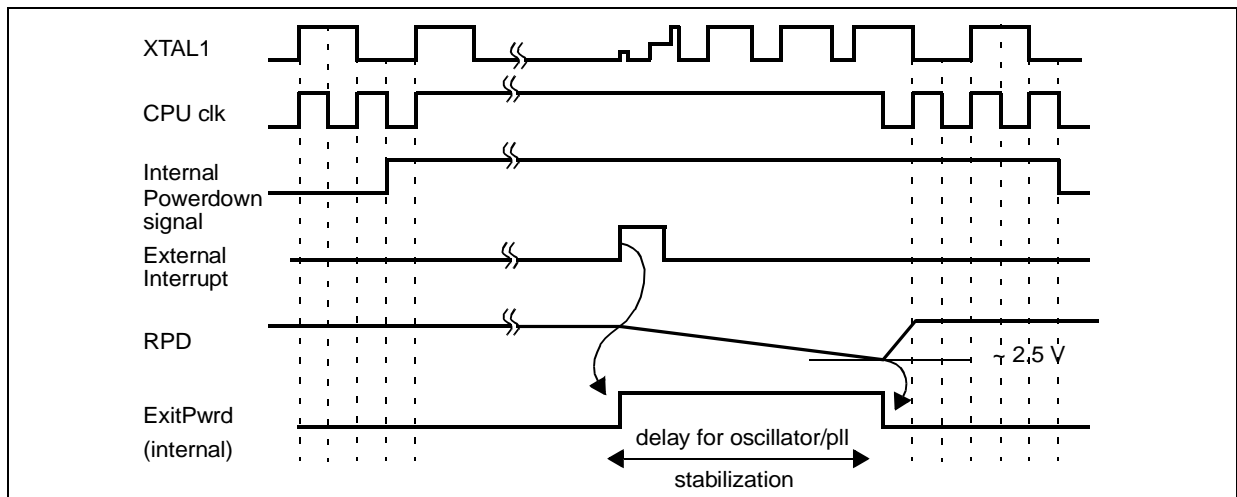 XTAL1
CPU clk
Internal
Powerdown
signal
External
Interrupt
RPD
~ 2.5 V
ExitPwrd
(internal)
delay for oscillator/pll
stabilization